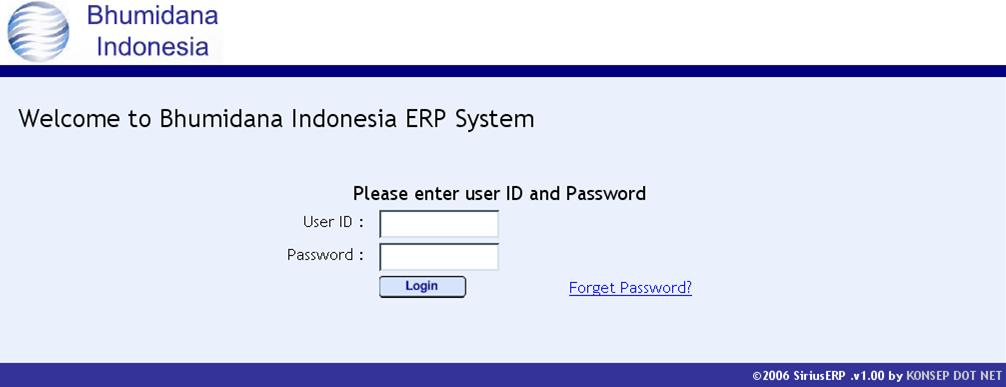 Bhumidana
Indonesia
Welcome to Bhumidana Indonesia ERP System
Please enter user ID and Password
User ID :
Password :
Login
Forget Password?
©2006 SiriusERP .v1.00 by KONSEP DOT NET